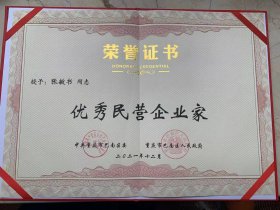 荣誉证书
HONORARY CREDENTIAL
授予：张敏书 同志
优秀民营企业家
中共重庆市巴南区委 重庆市巴南区人民政府
二〇二一年十二月